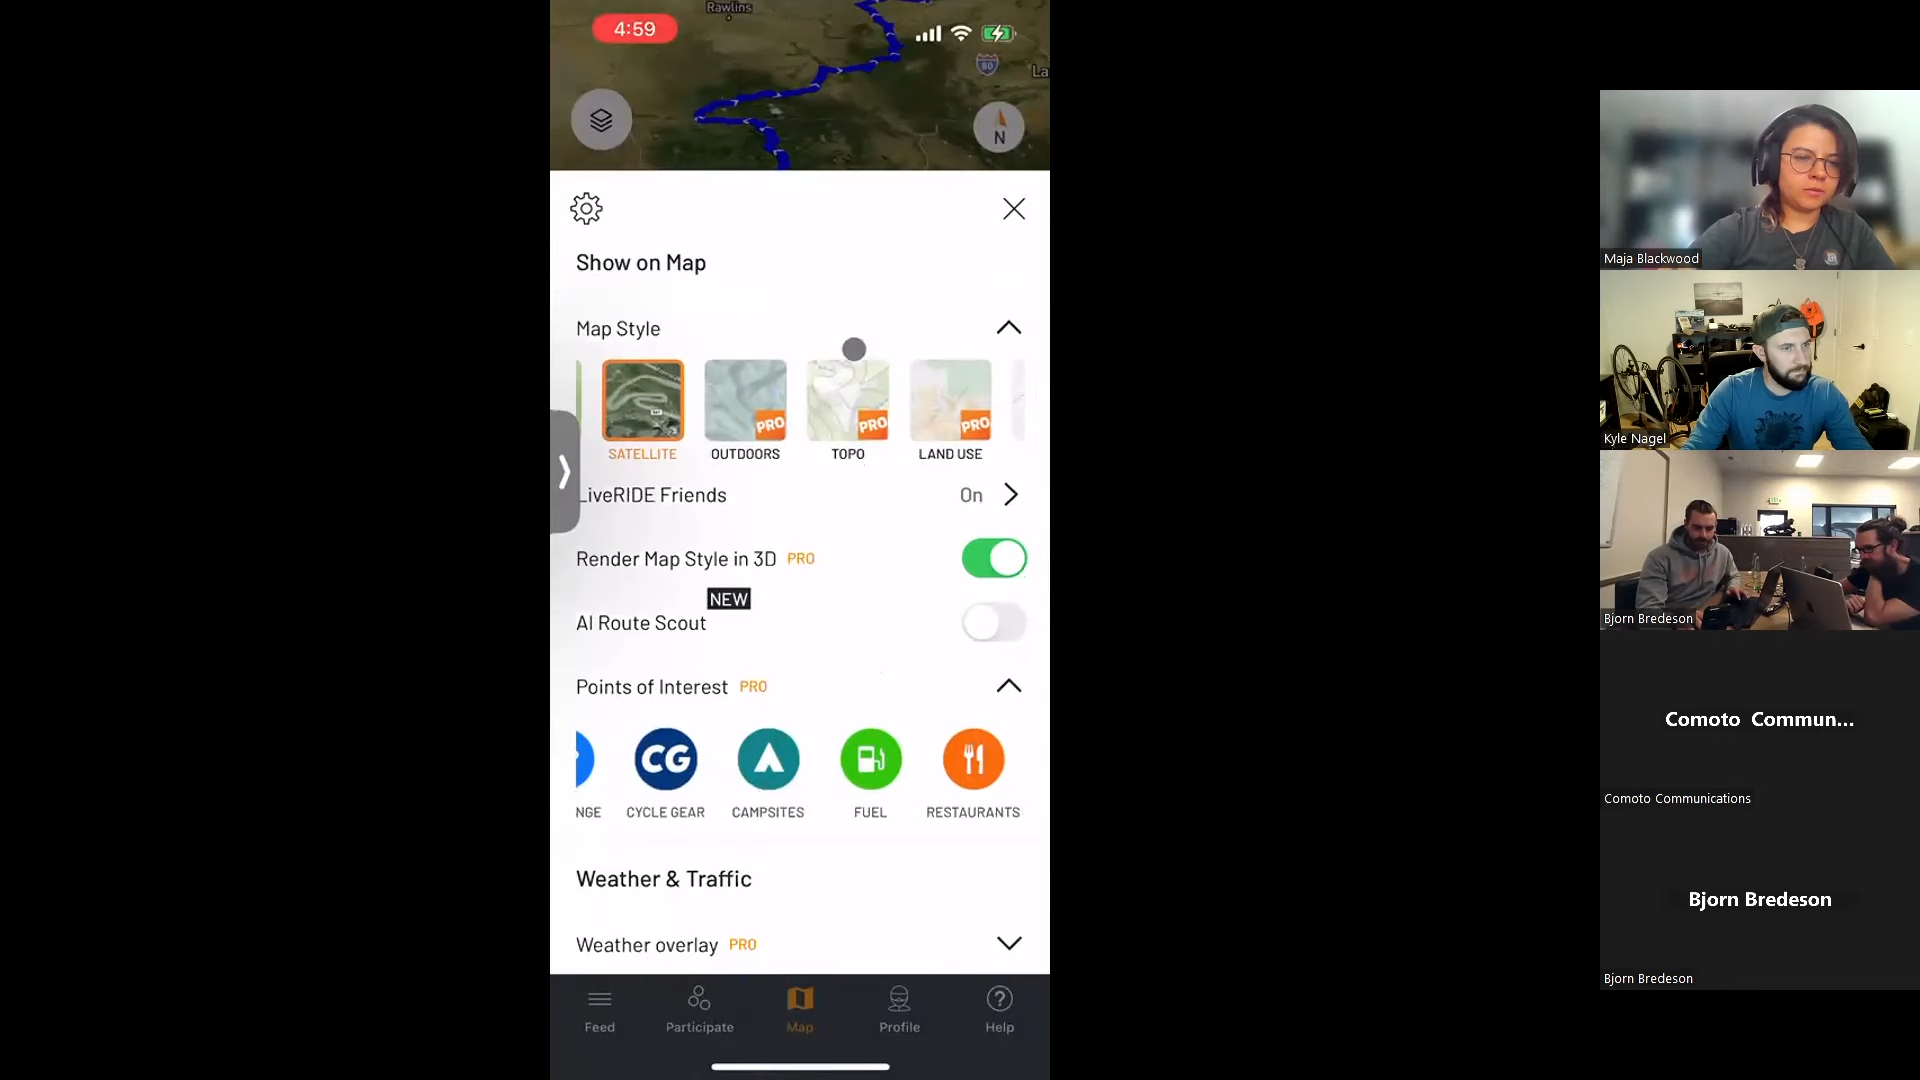 Rawlins
4:59
80
La
N
Show on Map
Map Style
PRO
PRO
PRO
SATELLITE
OUTDOORS
TOPO
LAND USE
LiveRIDE Friends
On
Render Map Style in 3D PRO
NEW
AI Route Scout
Points of Interest PRO
CG
NGE
CYCLE GEAR
CAMPSITES
FUEL
RESTAURANTS
Weather & Traffic
Weather overlay PRO
Feed
Participate
Map
Profile
Help
Maja Blackwood
Kyle Nagel
Bjorn Bredeson
Comoto Commun...
Comoto Communications
Bjorn Bredeson
Bjorn Bredeson